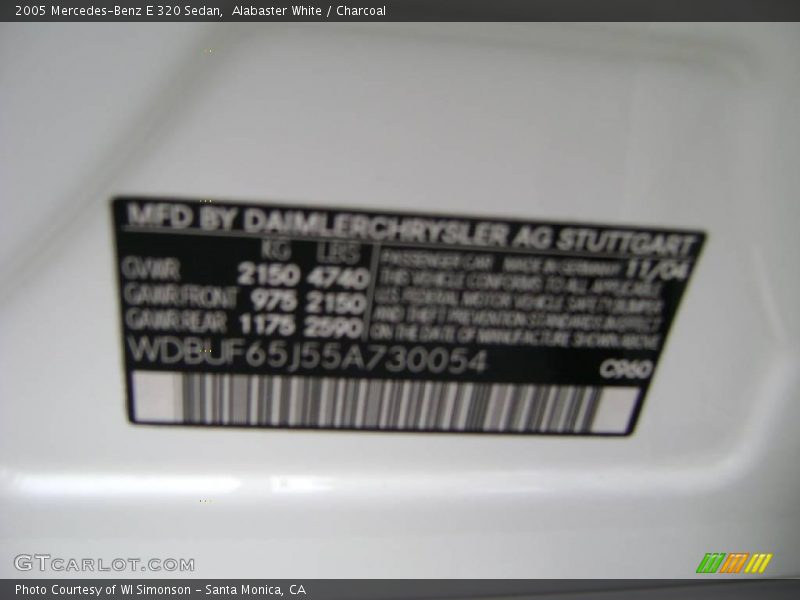 2005 Mercedes-Benz E 320 Sedan,  Alabaster White / Charcoal
MFD BY DAIMLERCHRYSLER AG STUTTGART
KG LBS
GVWR 2150 4740
GAWR FRONT 975 2150
GAWR REAR 1175 2590
PASSENGER CAR MADE IN GERMANY 11/04
THIS VEHICLE CONFORMS TO ALL APPLICABLE
U.S. FEDERAL MOTOR VEHICLE SAFETY BUMPER
AND THEFT PREVENTION STANDARDS IN EFFECT
ON THE DATE OF MANUFACTURE SHOWN ABOVE
WDBUF65J55A730054
C960
GTCARLOT.COM
Photo Courtesy of WI Simonson - Santa Monica, CA